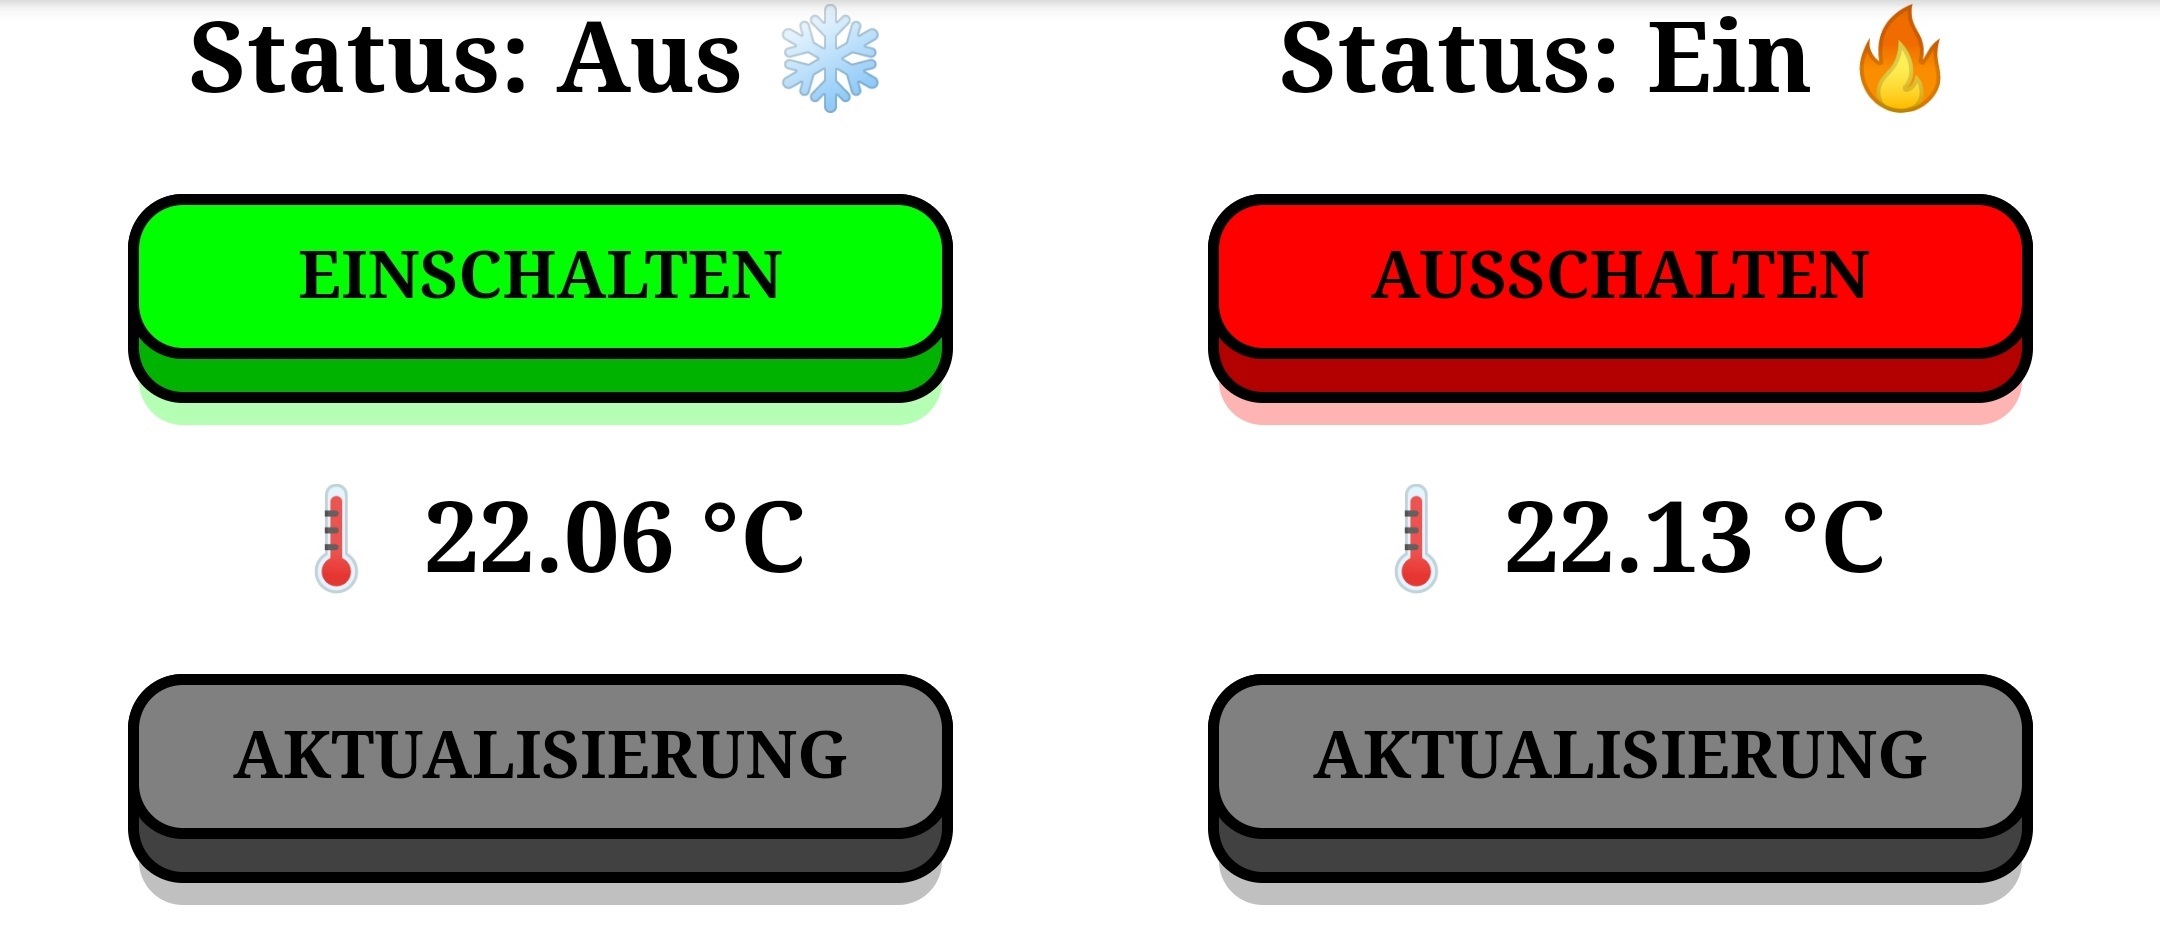 Status: Aus ❄️
EINSCHALTEN
🌡️ 22.06 °C
AKTUALISIERUNG
Status: Ein 🔥
AUSSCHALTEN
🌡️ 22.13 °C
AKTUALISIERUNG